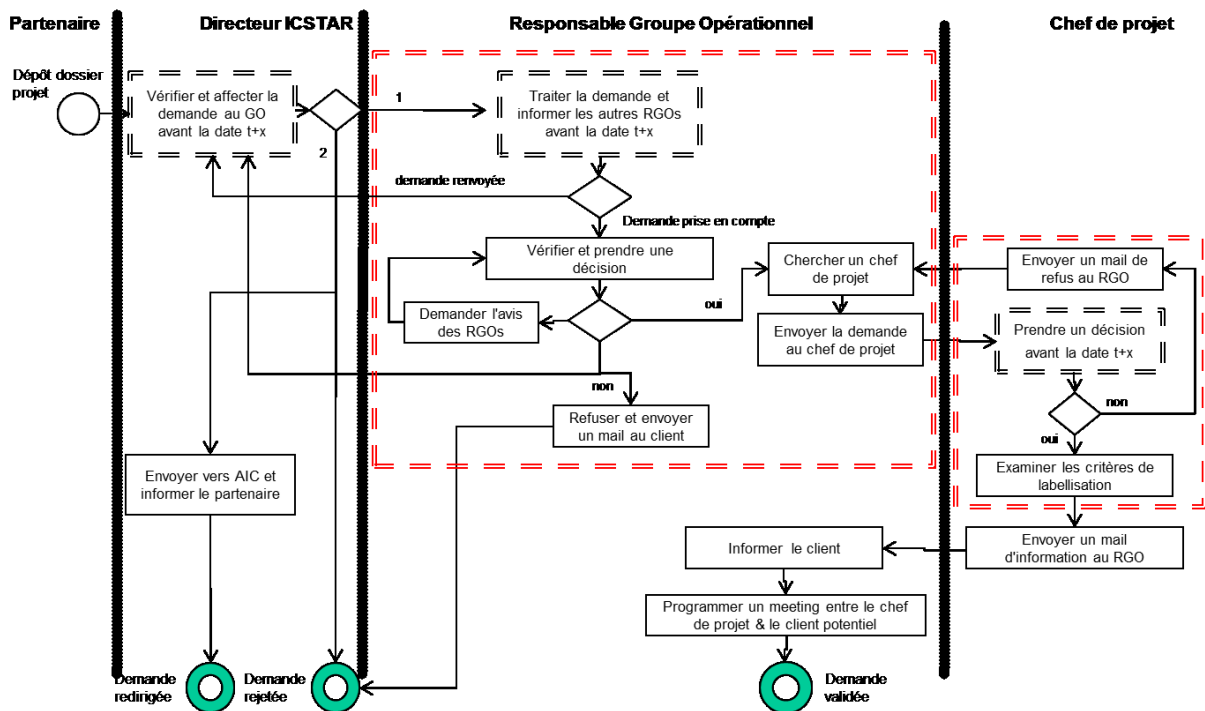 Partenaire
Directeur ICSTAR
Responsable Groupe Opérationnel
Chef de projet
Dépôt dossier
projet
Vérifier et affecter la
demande au GO
avant la date t+x
1
2
Traiter la demande et
informer les autres RGOs
avant la date t+x
demande renvoyée
Demande prise en compte
Vérifier et prendre une
décision
Demander l'avis
des RGOs
oui
non
Chercher un chef
de projet
Envoyer la demande
au chef de projet
Refuser et envoyer
un mail au client
Envoyer un mail de
refus au RGO
Prendre un décision
avant la date t+x
non
oui
Examiner les critères de
labellisation
Envoyer vers AIC et
informer le partenaire
Envoyer un mail
d'information au RGO
Informer le client
Programmer un meeting entre le chef
de projet & le client potentiel
Demande
redirigée
Demande
rejetée
Demande
validée